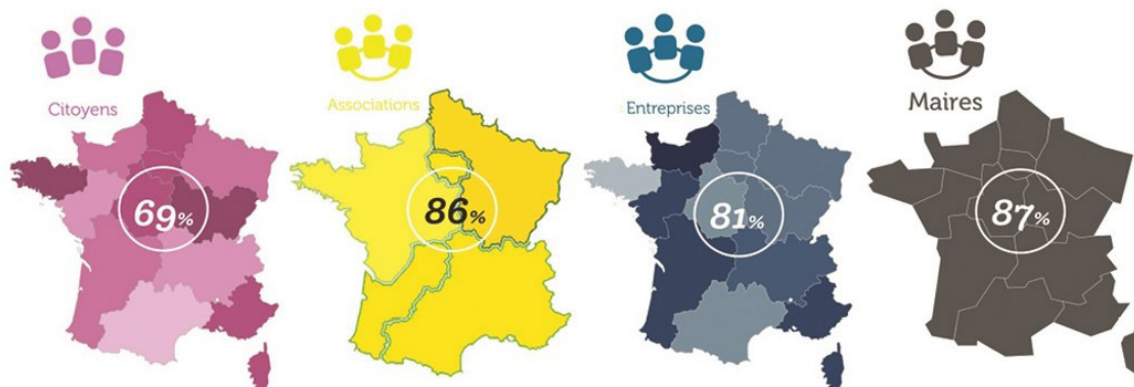 Citoyens
69%
Associations
86%
Entreprises
81%
Maires
87%